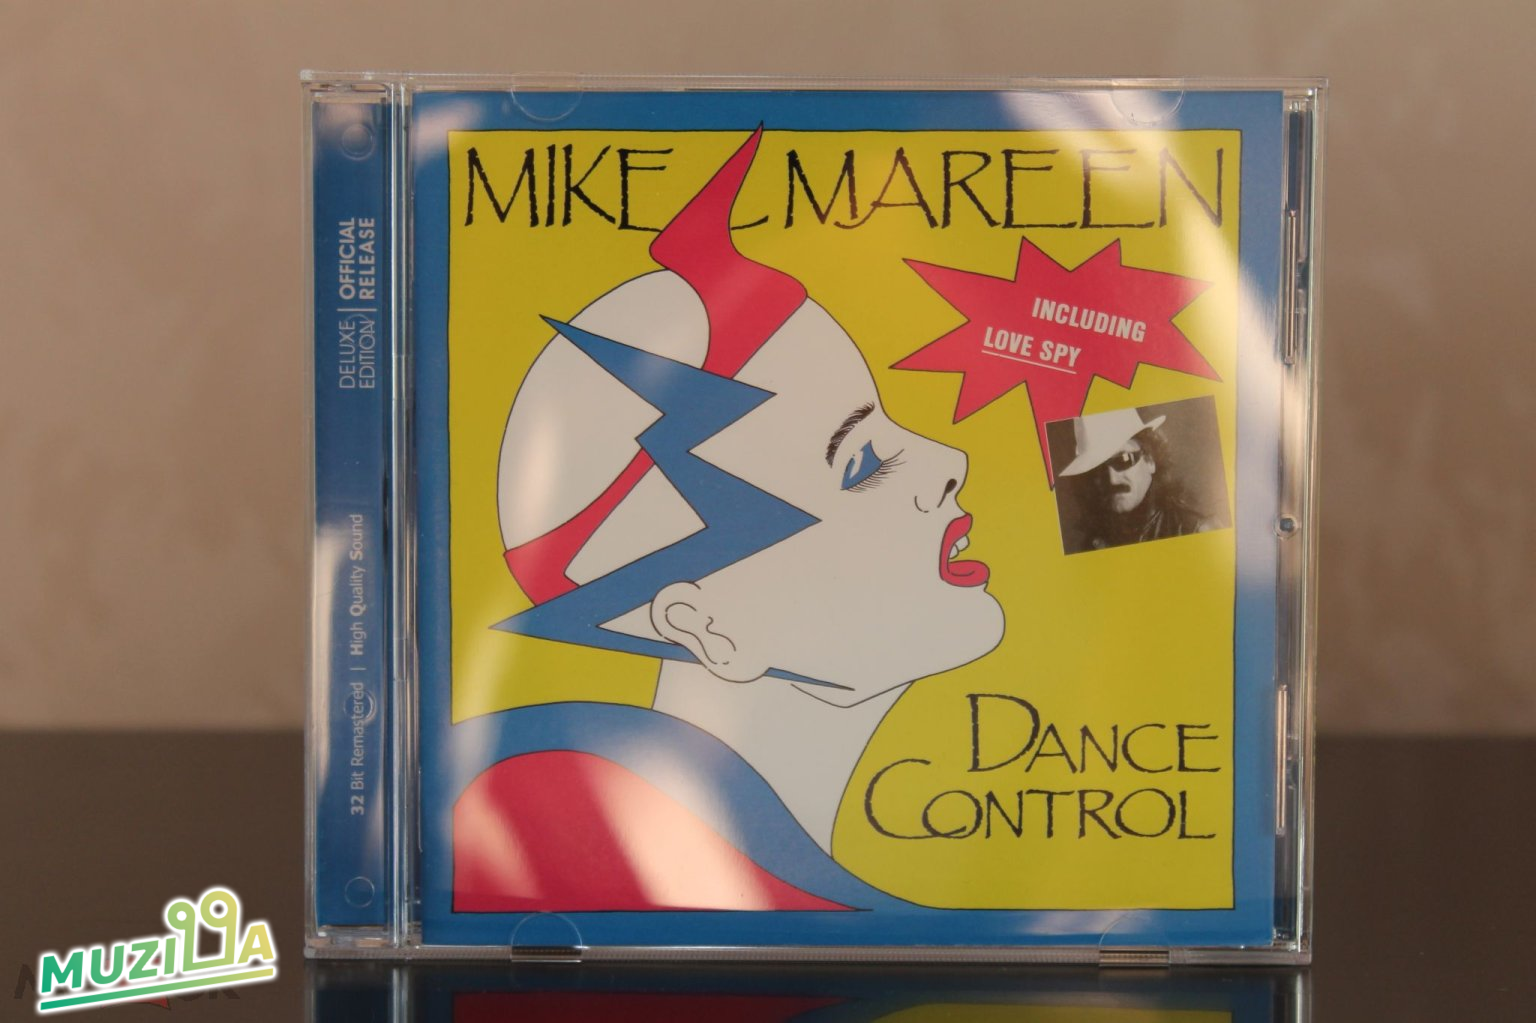 MIKE MAREEN
INCLUDING
LOVE SPY
DANCE
CONTROL
DELUXE
EDITION
OFFICIAL
RELEASE
32 Bit Remastered | High Quality Sound
MUZILLA